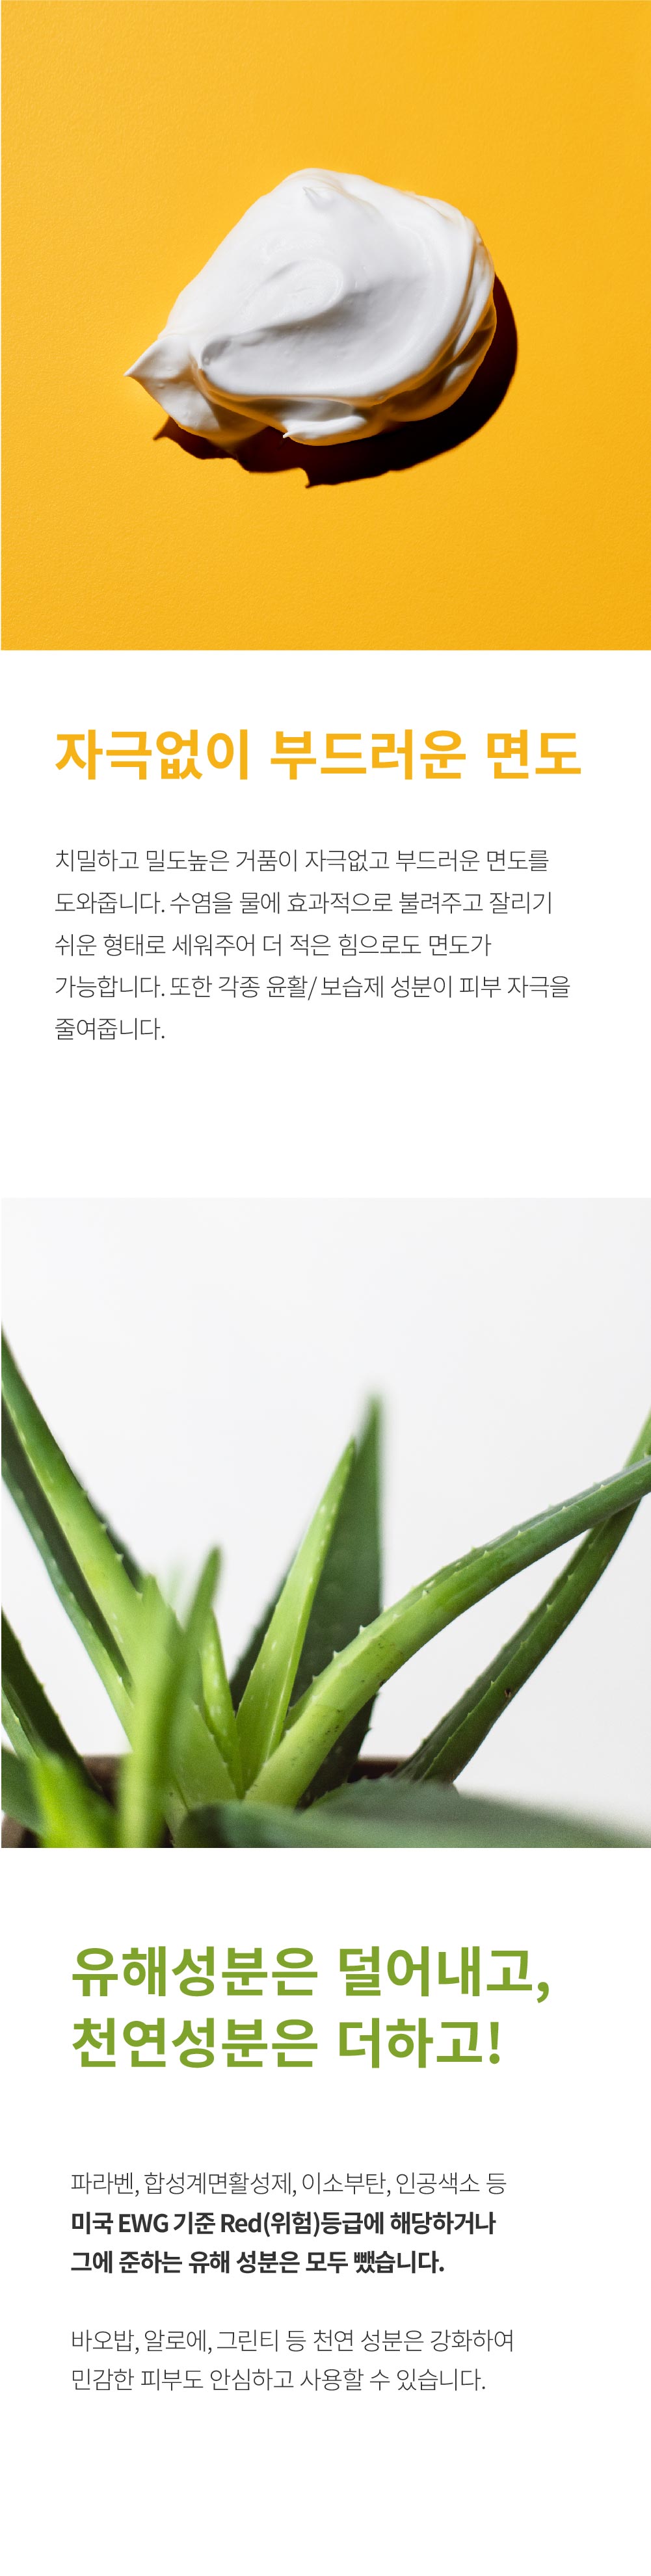 자극없이 부드러운 면도
치밀하고 밀도높은 거품이 자극없고 부드러운 면도를
도와줍니다. 수염을 물에 효과적으로 불려주고 잘리기
쉬운 형태로 세워주어 더 적은 힘으로도 면도가
가능합니다. 또한 각종 윤활/ 보습제 성분이 피부 자극을
줄여줍니다.
유해성분은 덜어내고,
천연성분은 더하고!
파라벤, 합성계면활성제, 이소부탄, 인공색소 등
미국 EWG 기준 Red(위험)등급에 해당하거나
그에 준하는 유해 성분은 모두 뺐습니다.
바오밥, 알로에, 그린티 등 천연 성분은 강화하여
민감한 피부도 안심하고 사용할 수 있습니다.